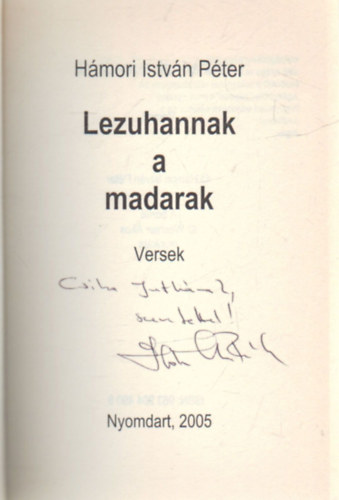 Hámori István Péter
Lezuhannak
a
madarak
Versek
szeretettel!
Nyomdart, 2005